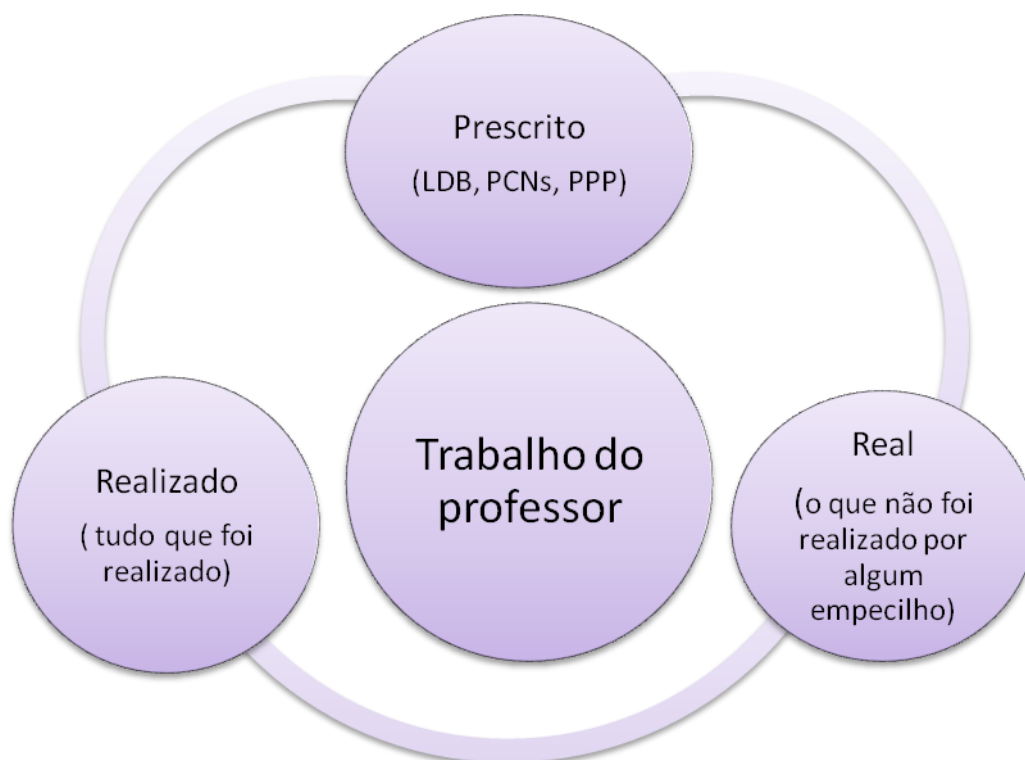 Prescrito
(LDB, PCNs, PPP)
Trabalho do
professor
Realizado
( tudo que foi
realizado)
Real
(o que não foi
realizado por
algum
empecilho)